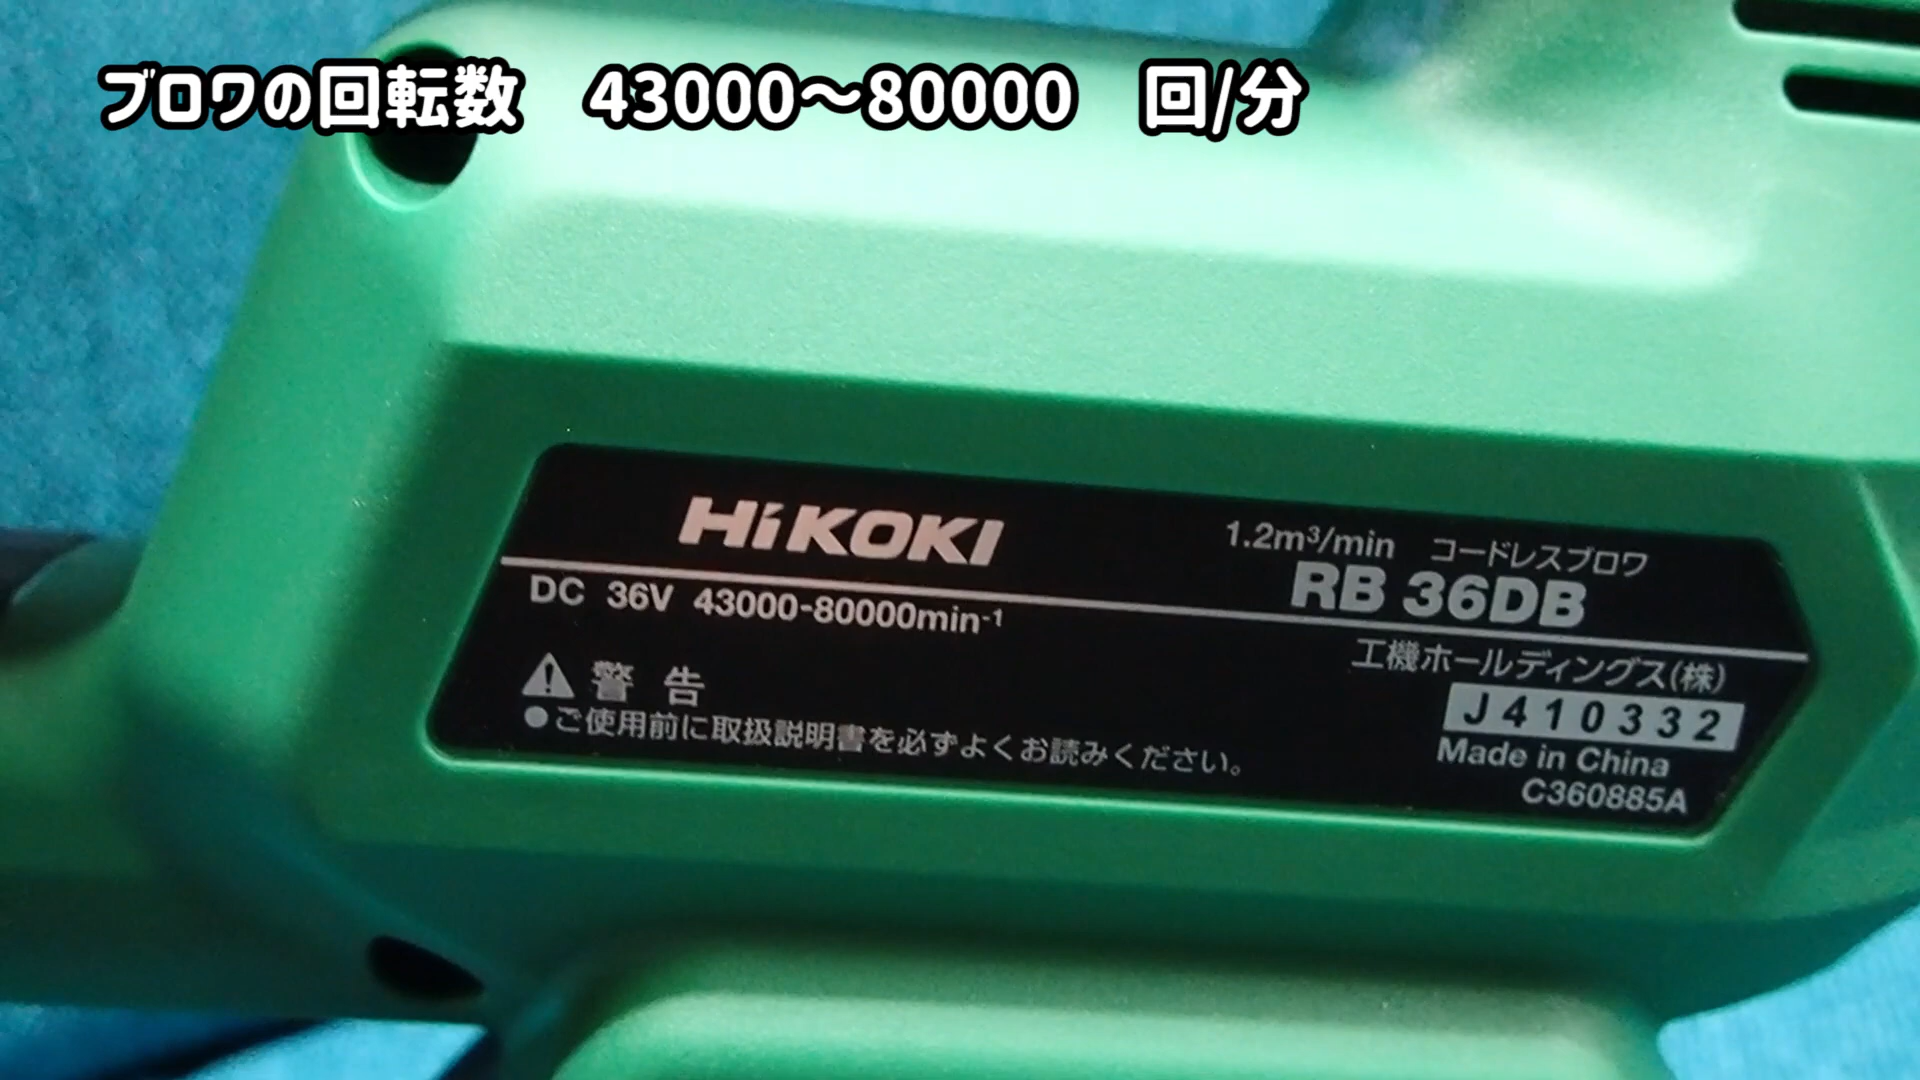 ブロワの回転数　43000〜80000　回/分
HiKOKI
1.2m³/min コードレスブロワ
RB 36DB
DC 36V 43000-80000min⁻¹
工機ホールディングス(株)
⚠警告
J410332
●ご使用前に取扱説明書を必ずよくお読みください。
Made in China
C360885A